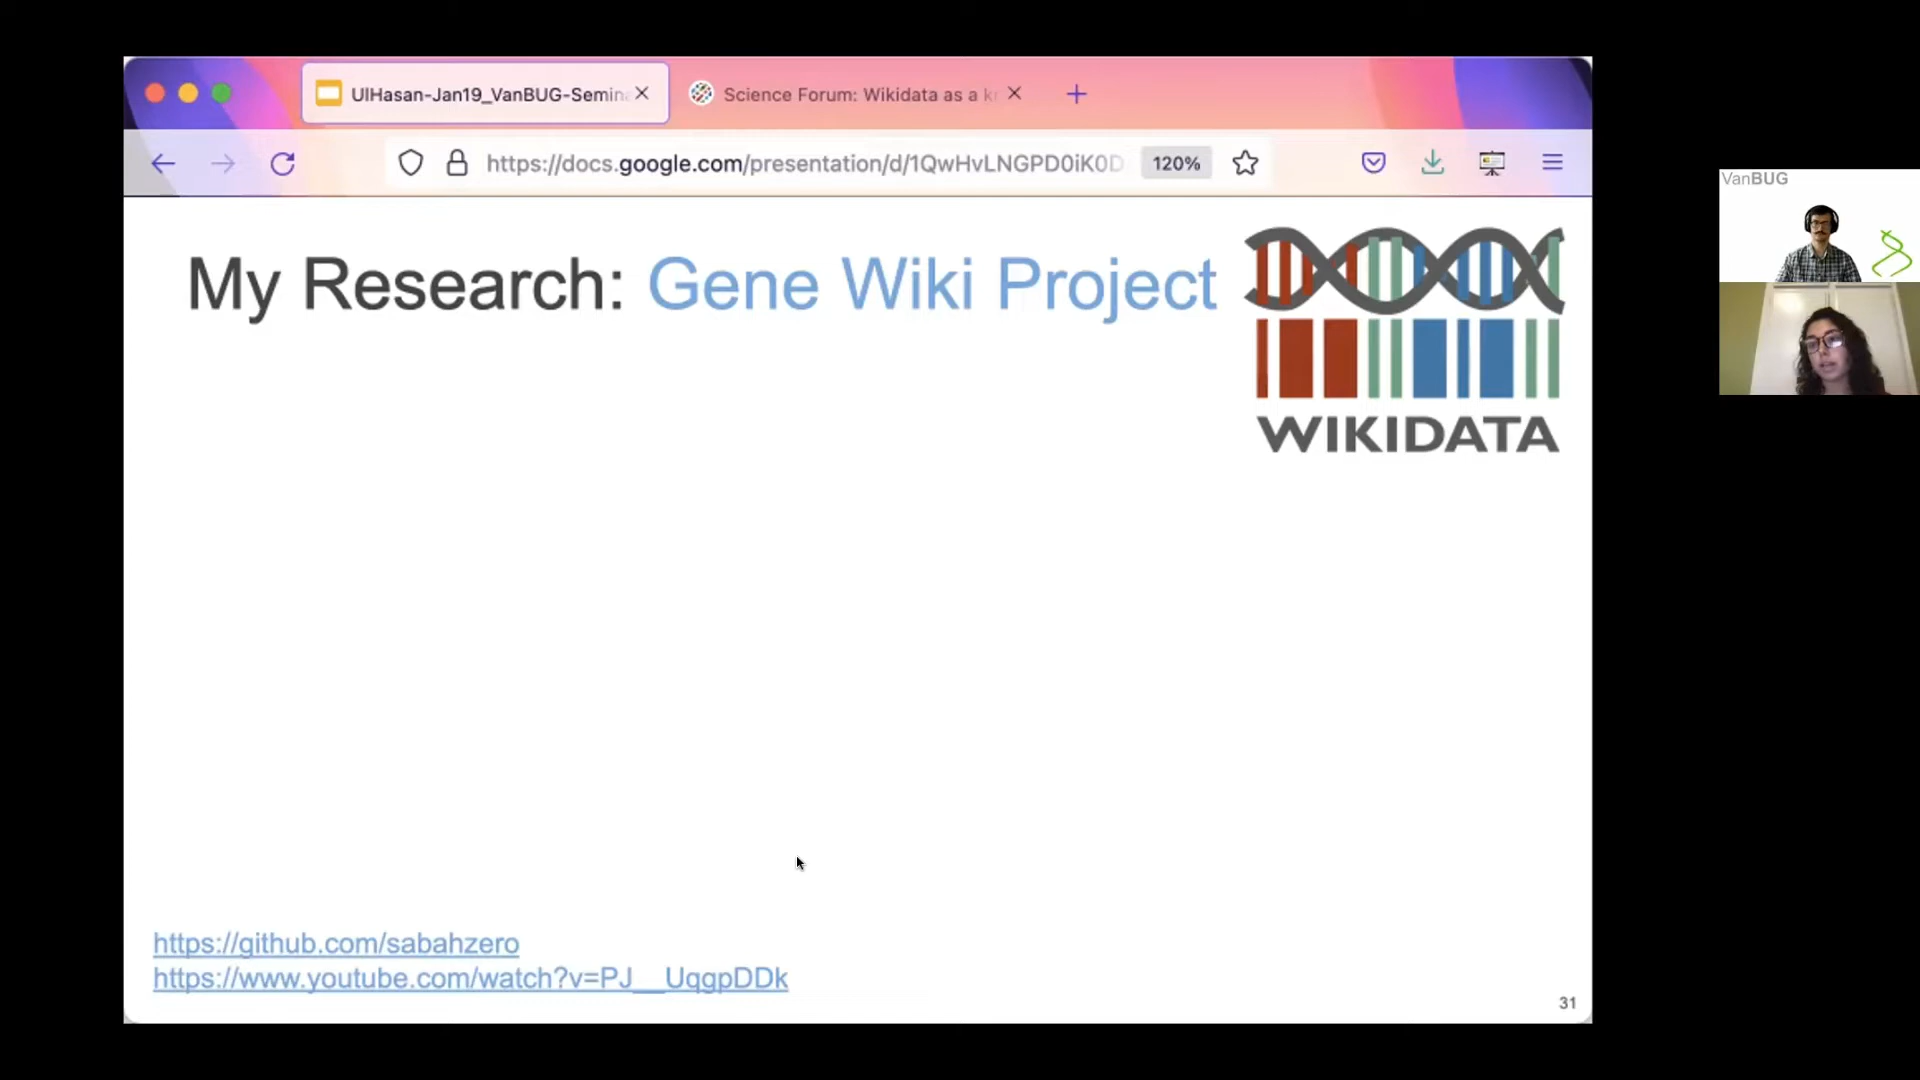 UlHasan-Jan19_VanBUG-Semin
Science Forum: Wikidata as a k
https://docs.google.com/presentation/d/1QwHvLNGPD0iK0D
120%
VanBUG
My Research: Gene Wiki Project
WIKIDATA
https://github.com/sabahzero
https://www.youtube.com/watch?v=PJ__UqgpDDk
31